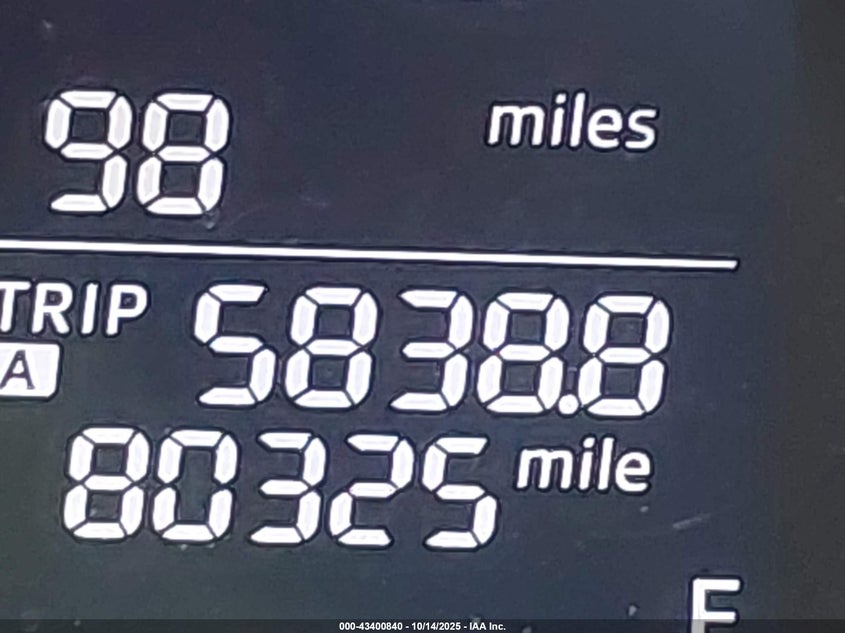 98 miles
TRIP 5838.8
A
80325 mile
F
000-43400840 - 10/14/2025 - IAA Inc.